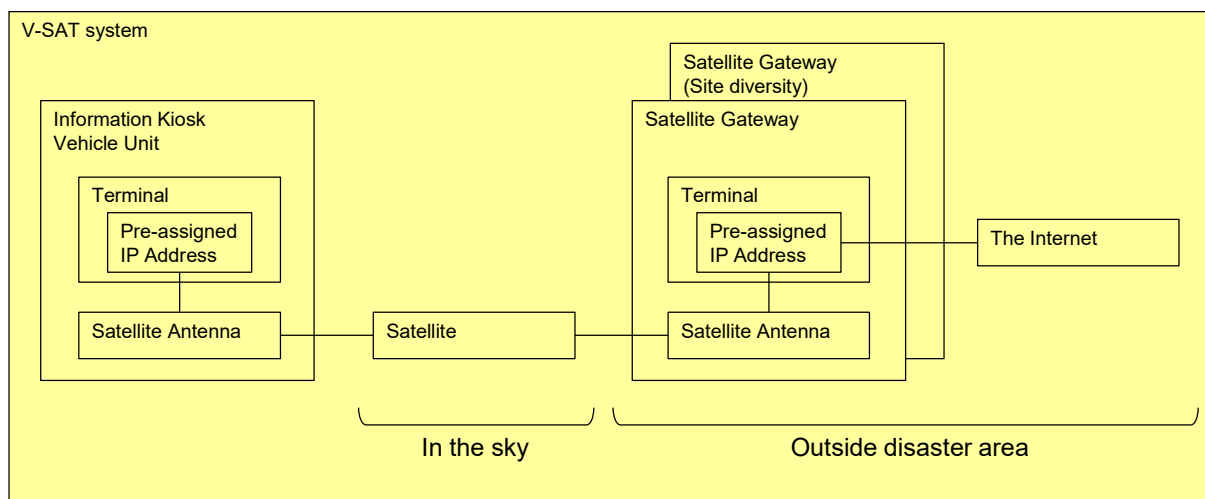 V-SAT system
Information Kiosk
Vehicle Unit
Terminal
Pre-assigned
IP Address
Satellite Antenna
Satellite
Satellite Gateway
(Site diversity)
Satellite Gateway
Terminal
Pre-assigned
IP Address
Satellite Antenna
The Internet
In the sky
Outside disaster area